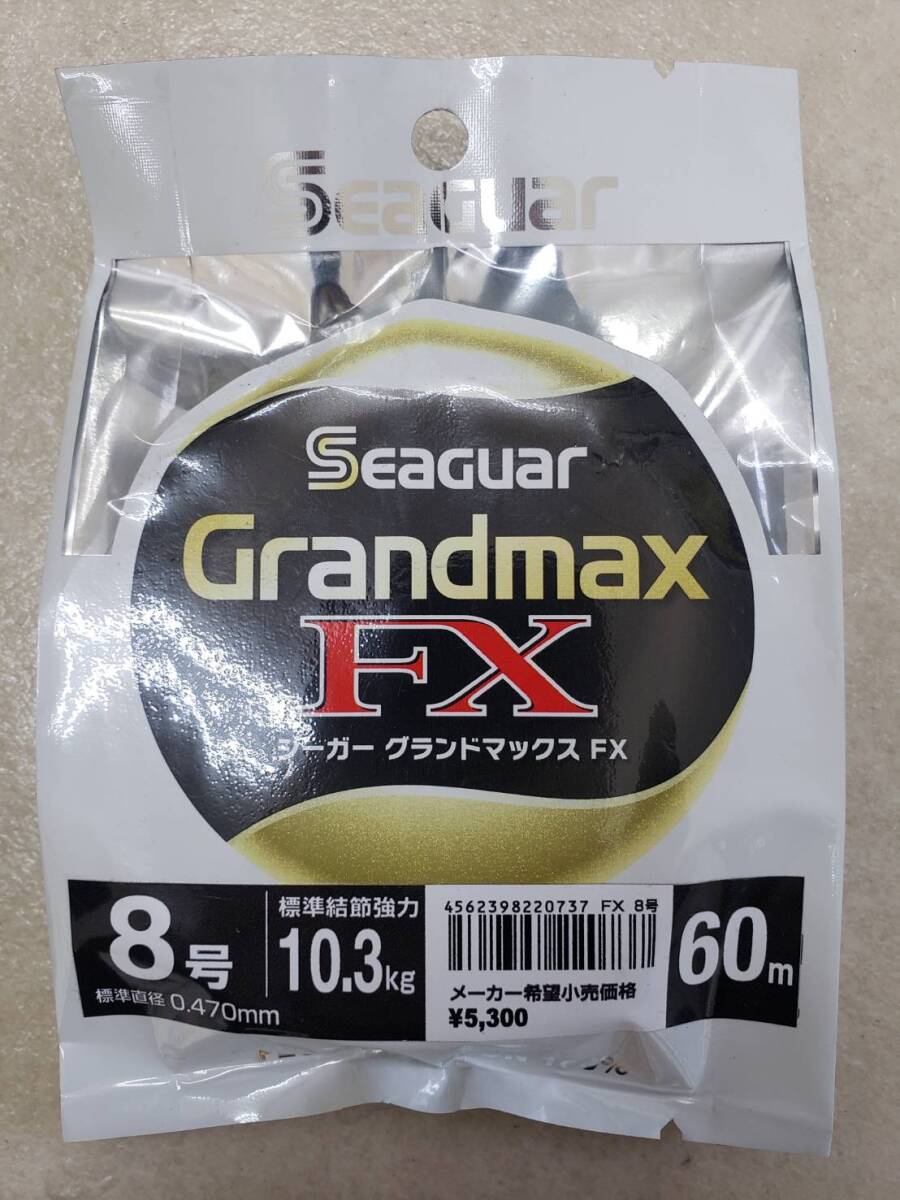 Seaguar
Seaguar
Grandmax
FX
シーガー グランドマックス FX
8号
標準直径 0.470mm
標準結節強力
10.3kg
4562398220737 FX 8号
メーカー希望小売価格
¥5,300
60m